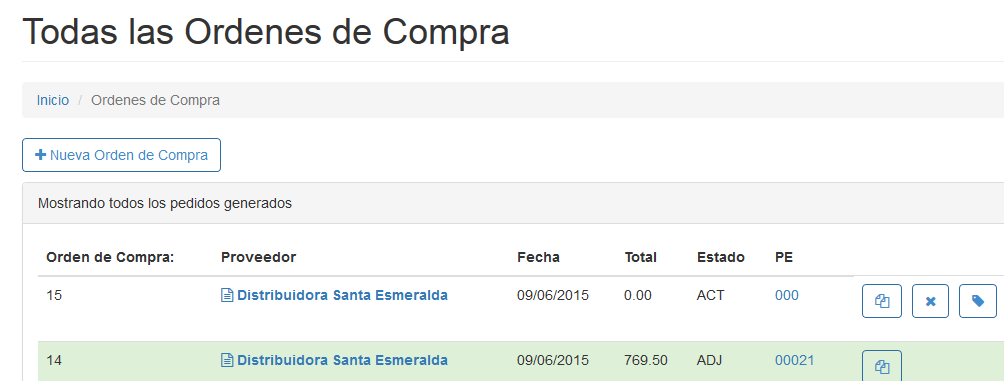 Todas las Ordenes de Compra
Inicio / Ordenes de Compra
Nueva Orden de Compra
Mostrando todos los pedidos generados
Orden de Compra: Proveedor Fecha Total Estado PE
15 Distribuidora Santa Esmeralda 09/06/2015 0.00 ACT 000
14 Distribuidora Santa Esmeralda 09/06/2015 769.50 ADJ 00021